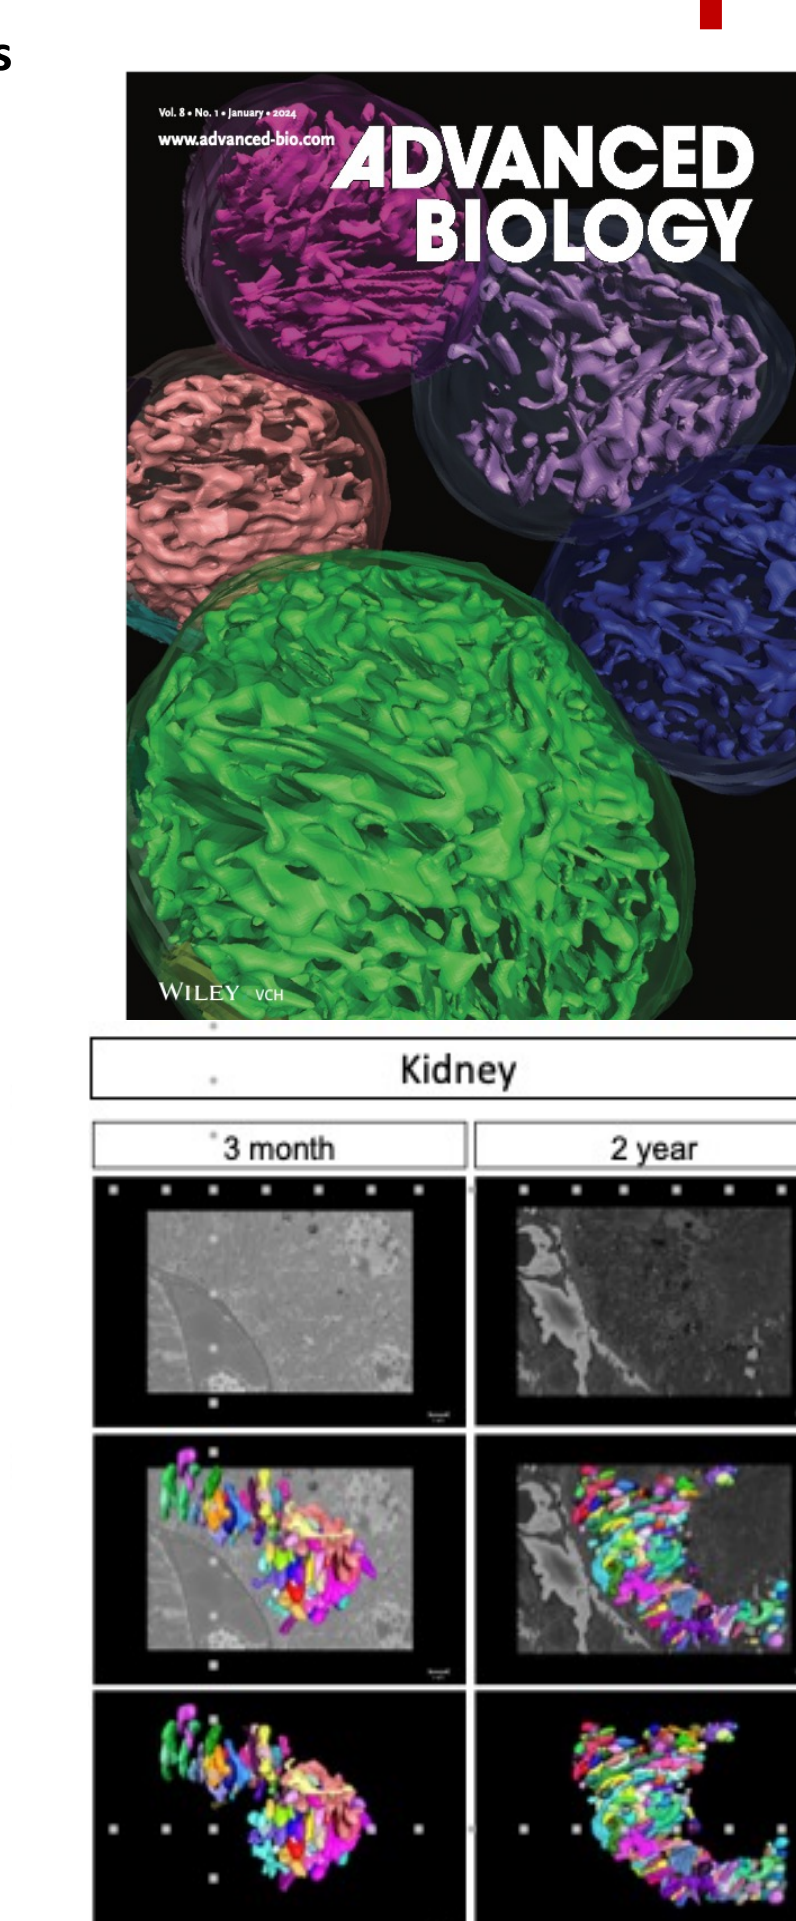 s
Vol. 8 • No. 1 • January • 2024
www.advanced-bio.com
ADVANCED
BIOLOGY
WILEY VCH
Kidney
3 month
2 year